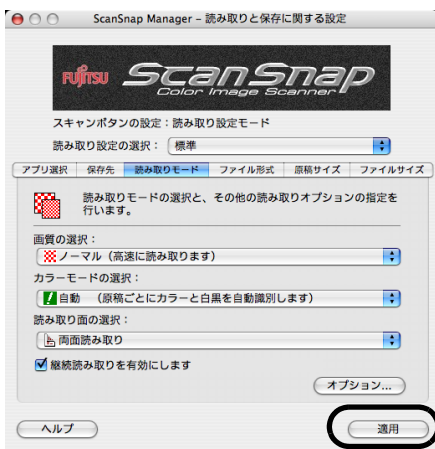 ScanSnap Manager – 読み取りと保存に関する設定
FUJITSU ScanSnap
Color Image Scanner
スキャンボタンの設定：読み取り設定モード
読み取り設定の選択： 標準
アプリ選択 保存先 読み取りモード ファイル形式 原稿サイズ ファイルサイズ
読み取りモードの選択と、その他の読み取りオプションの指定を
行います。
画質の選択：
ノーマル（高速に読み取ります）
カラーモードの選択：
自動 （原稿ごとにカラーと白黒を自動識別します）
読み取り面の選択：
両面読み取り
継続読み取りを有効にします
オプション...
ヘルプ 適用